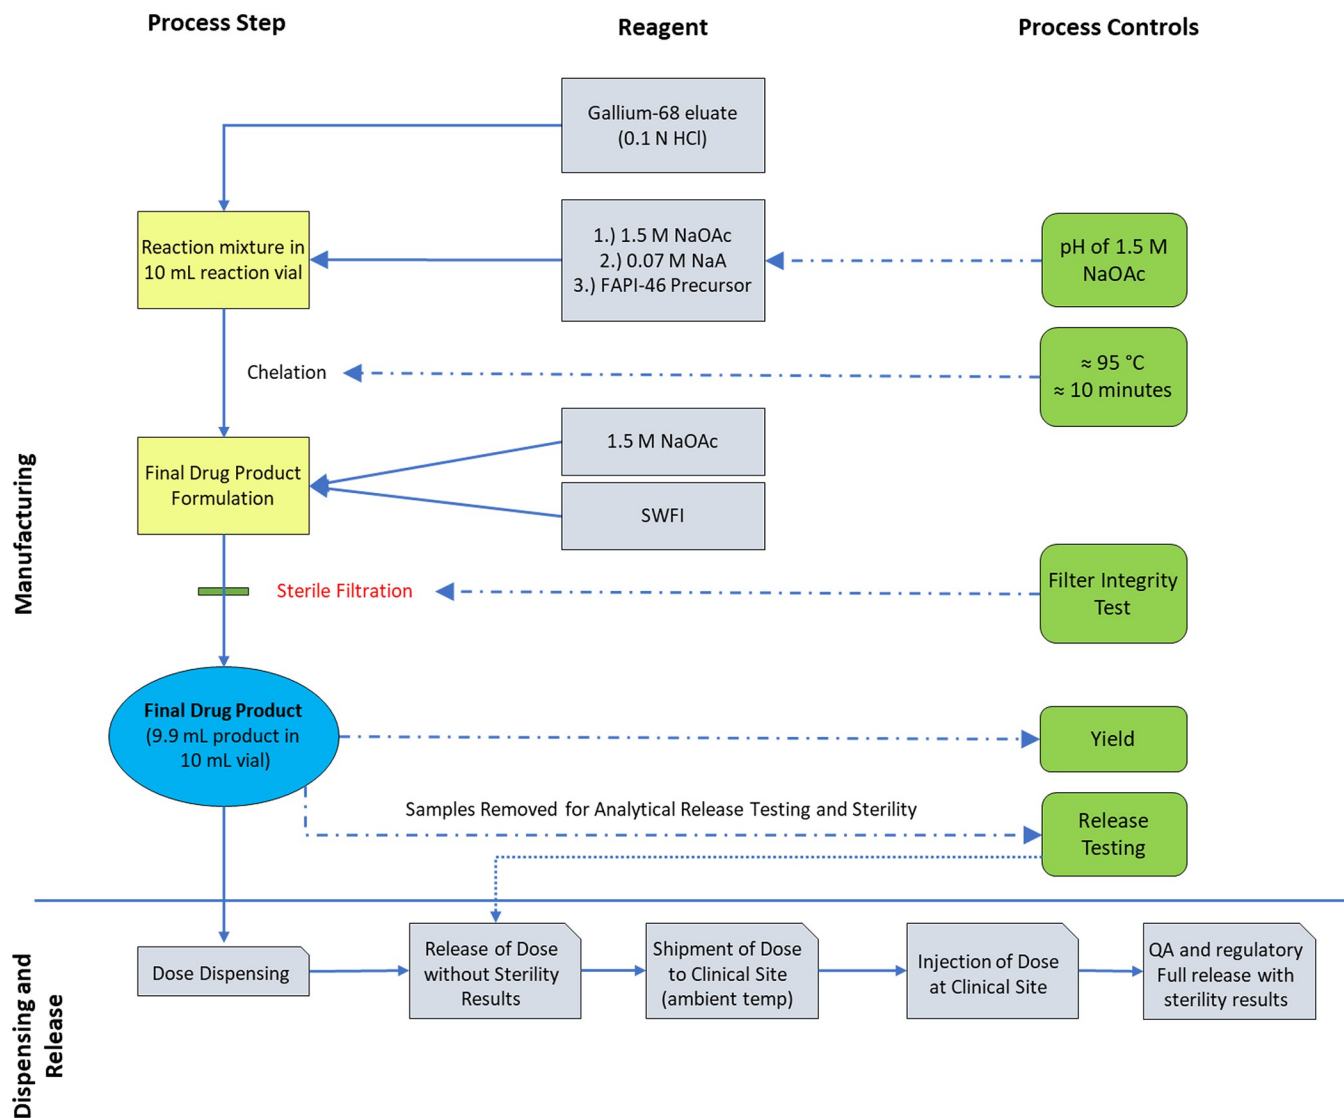 Process Step
Reagent
Process Controls
Gallium-68 eluate
(0.1 N HCl)
Reaction mixture in
10 mL reaction vial
1.) 1.5 M NaOAc
2.) 0.07 M NaA
3.) FAPI-46 Precursor
pH of 1.5 M
NaOAc
Chelation
≈ 95 °C
≈ 10 minutes
Manufacturing
Final Drug Product
Formulation
1.5 M NaOAc
SWFI
Sterile Filtration
Filter Integrity
Test
Final Drug Product
(9.9 mL product in
10 mL vial)
Yield
Samples Removed for Analytical Release Testing and Sterility
Release
Testing
Dispensing and
Release
Dose Dispensing
Release of Dose
without Sterility
Results
Shipment of Dose
to Clinical Site
(ambient temp)
Injection of Dose
at Clinical Site
QA and regulatory
Full release with
sterility results